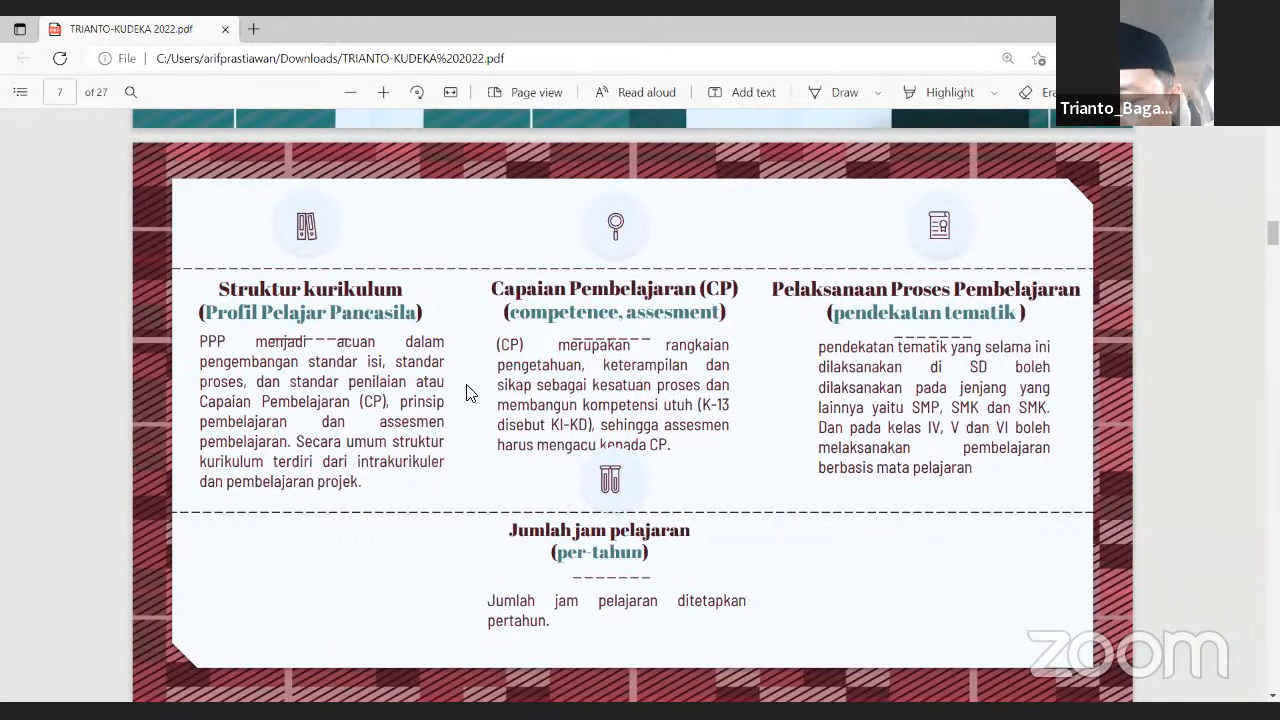 TRIANTO-KUDEKA 2022.pdf
File
C:/Users/arifprastiawan/Downloads/TRIANTO-KUDEKA%202022.pdf
7 of 27
Page view
Read aloud
Add text
Draw
Highlight
Era
Trianto_Baga...
Struktur kurikulum
(Profil Pelajar Pancasila)
PPP menjadi acuan dalam
pengembangan standar isi, standar
proses, dan standar penilaian atau
Capaian Pembelajaran (CP), prinsip
pembelajaran dan assesmen
pembelajaran. Secara umum struktur
kurikulum terdiri dari intrakurikuler
dan pembelajaran projek.
Capaian Pembelajaran (CP)
(competence, assesment)
(CP) merupakan rangkaian
pengetahuan, keterampilan dan
sikap sebagai kesatuan proses dan
membangun kompetensi utuh (K-13
disebut KI-KD), sehingga assesmen
harus mengacu kepada CP.
Pelaksanaan Proses Pembelajaran
(pendekatan tematik )
pendekatan tematik yang selama ini
dilaksanakan di SD boleh
dilaksanakan pada jenjang yang
lainnya yaitu SMP, SMK dan SMK.
Dan pada kelas IV, V dan VI boleh
melaksanakan pembelajaran
berbasis mata pelajaran
Jumlah jam pelajaran
(per-tahun)
Jumlah jam pelajaran ditetapkan
pertahun.
zoom